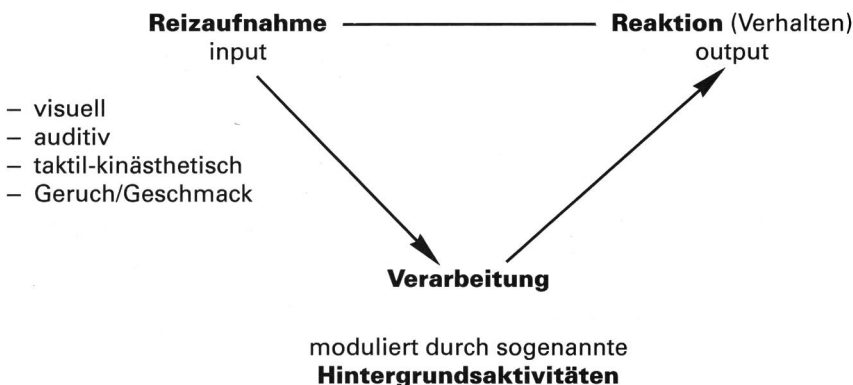 Reizaufnahme
Reaktion (Verhalten)
input
output
– visuell
– auditiv
– taktil-kinästhetisch
– Geruch/Geschmack
Verarbeitung
moduliert durch sogenannte
Hintergrundsaktivitäten